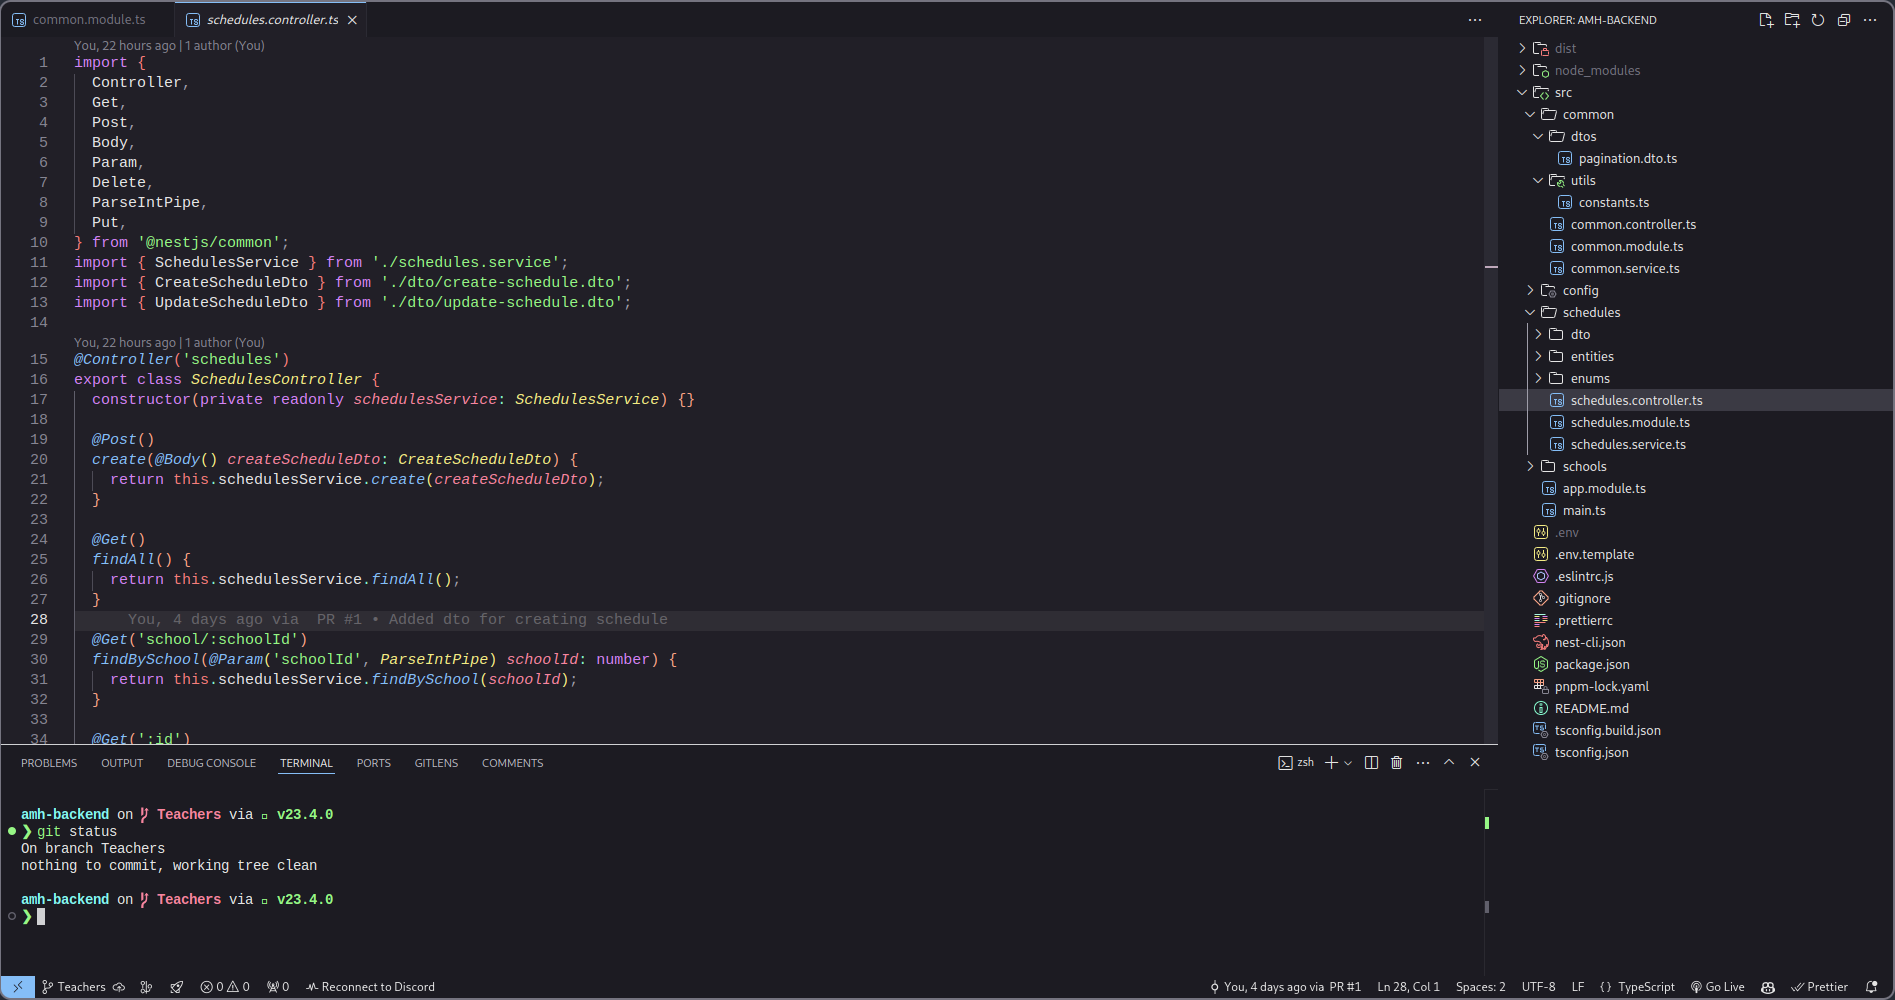 common.module.ts
schedules.controller.ts
You, 22 hours ago | 1 author (You)
1 import {
2 Controller,
3 Get,
4 Post,
5 Body,
6 Param,
7 Delete,
8 ParseIntPipe,
9 Put,
10 } from '@nestjs/common';
11 import { SchedulesService } from './schedules.service';
12 import { CreateScheduleDto } from './dto/create-schedule.dto';
13 import { UpdateScheduleDto } from './dto/update-schedule.dto';
14
You, 22 hours ago | 1 author (You)
15 @Controller('schedules')
16 export class SchedulesController {
17 constructor(private readonly schedulesService: SchedulesService) {}
18
19 @Post()
20 create(@Body() createScheduleDto: CreateScheduleDto) {
21 return this.schedulesService.create(createScheduleDto);
22 }
23
24 @Get()
25 findAll() {
26 return this.schedulesService.findAll();
27 }
28 You, 4 days ago via PR #1 • Added dto for creating schedule
29 @Get('school/:schoolId')
30 findBySchool(@Param('schoolId', ParseIntPipe) schoolId: number) {
31 return this.schedulesService.findBySchool(schoolId);
32 }
33
34 @Get(':id')
PROBLEMS OUTPUT DEBUG CONSOLE TERMINAL PORTS GITLENS COMMENTS
zsh
amh-backend on Teachers via v23.4.0
❯ git status
On branch Teachers
nothing to commit, working tree clean
amh-backend on Teachers via v23.4.0
❯
EXPLORER: AMH-BACKEND
dist
node_modules
src
common
dtos
pagination.dto.ts
utils
constants.ts
common.controller.ts
common.module.ts
common.service.ts
config
schedules
dto
entities
enums
schedules.controller.ts
schedules.module.ts
schedules.service.ts
schools
app.module.ts
main.ts
.env
.env.template
.eslintrc.js
.gitignore
.prettierrc
nest-cli.json
package.json
pnpm-lock.yaml
README.md
tsconfig.build.json
tsconfig.json
Teachers 0 0 0 Reconnect to Discord You, 4 days ago via PR #1 Ln 28, Col 1 Spaces: 2 UTF-8 LF {} TypeScript Go Live Prettier